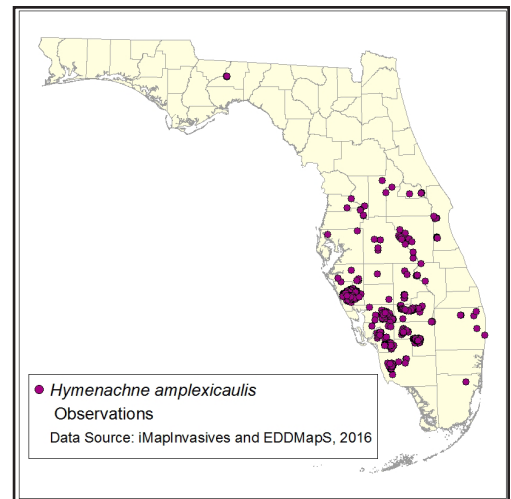 Hymenachne amplexicaulis
Observations
Data Source: iMapInvasives and EDDMapS, 2016